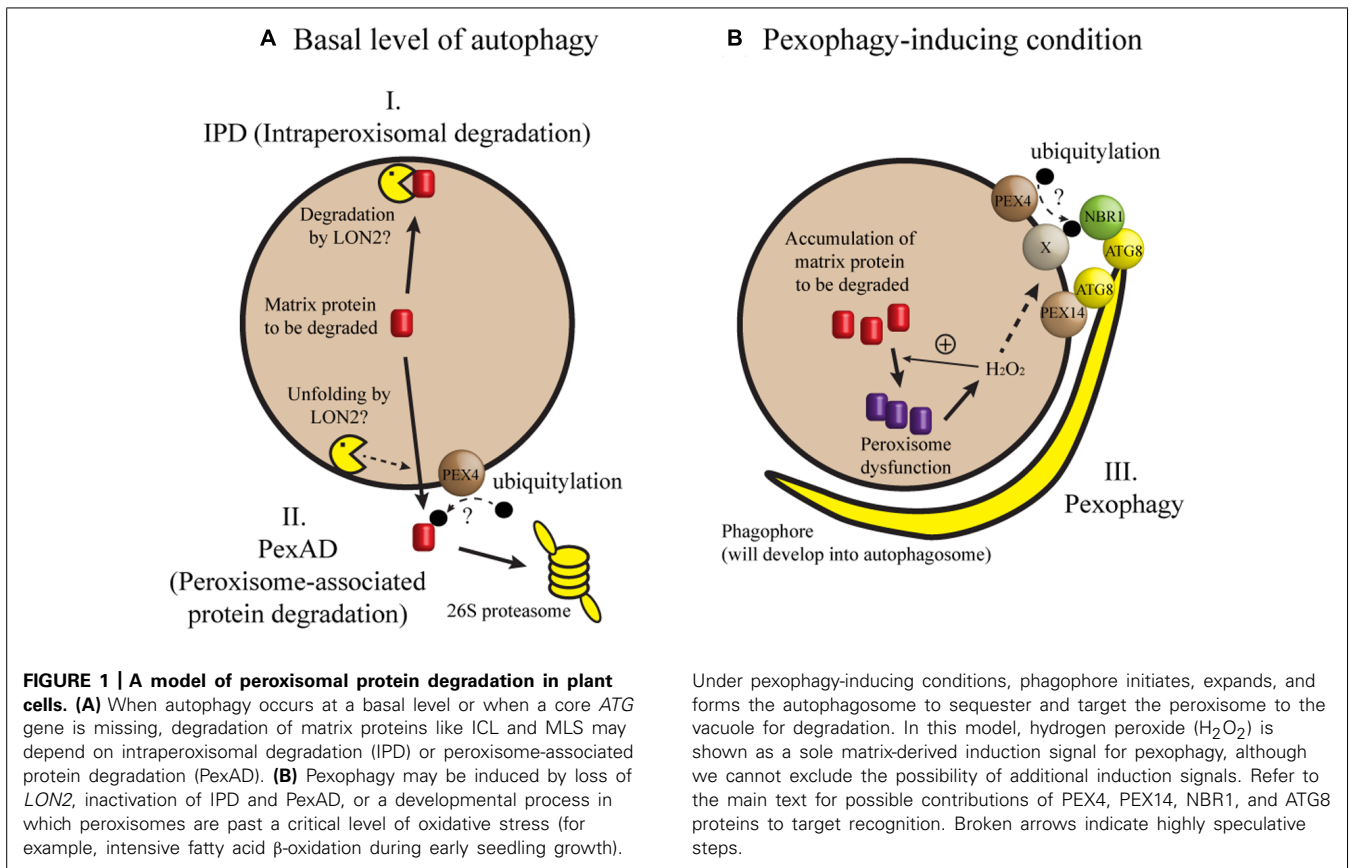 A Basal level of autophagy
I.
IPD (Intraperoxisomal degradation)
Degradation
by LON2?
Matrix protein
to be degraded
Unfolding by
LON2?
PEX4
ubiquitylation
?
II.
PexAD
(Peroxisome-associated
protein degradation)
26S proteasome
B Pexophagy-inducing condition
ubiquitylation
PEX4
?
NBR1
X
ATG8
ATG8
PEX14
Accumulation of
matrix protein
to be degraded
+
H₂O₂
Peroxisome
dysfunction
III.
Pexophagy
Phagophore
(will develop into autophagosome)
FIGURE 1 | A model of peroxisomal protein degradation in plant
cells. (A) When autophagy occurs at a basal level or when a core ATG
gene is missing, degradation of matrix proteins like ICL and MLS may
depend on intraperoxisomal degradation (IPD) or peroxisome-associated
protein degradation (PexAD). (B) Pexophagy may be induced by loss of
LON2, inactivation of IPD and PexAD, or a developmental process in
which peroxisomes are past a critical level of oxidative stress (for
example, intensive fatty acid β-oxidation during early seedling growth).
Under pexophagy-inducing conditions, phagophore initiates, expands, and
forms the autophagosome to sequester and target the peroxisome to the
vacuole for degradation. In this model, hydrogen peroxide (H₂O₂) is
shown as a sole matrix-derived induction signal for pexophagy, although
we cannot exclude the possibility of additional induction signals. Refer to
the main text for possible contributions of PEX4, PEX14, NBR1, and ATG8
proteins to target recognition. Broken arrows indicate highly speculative
steps.